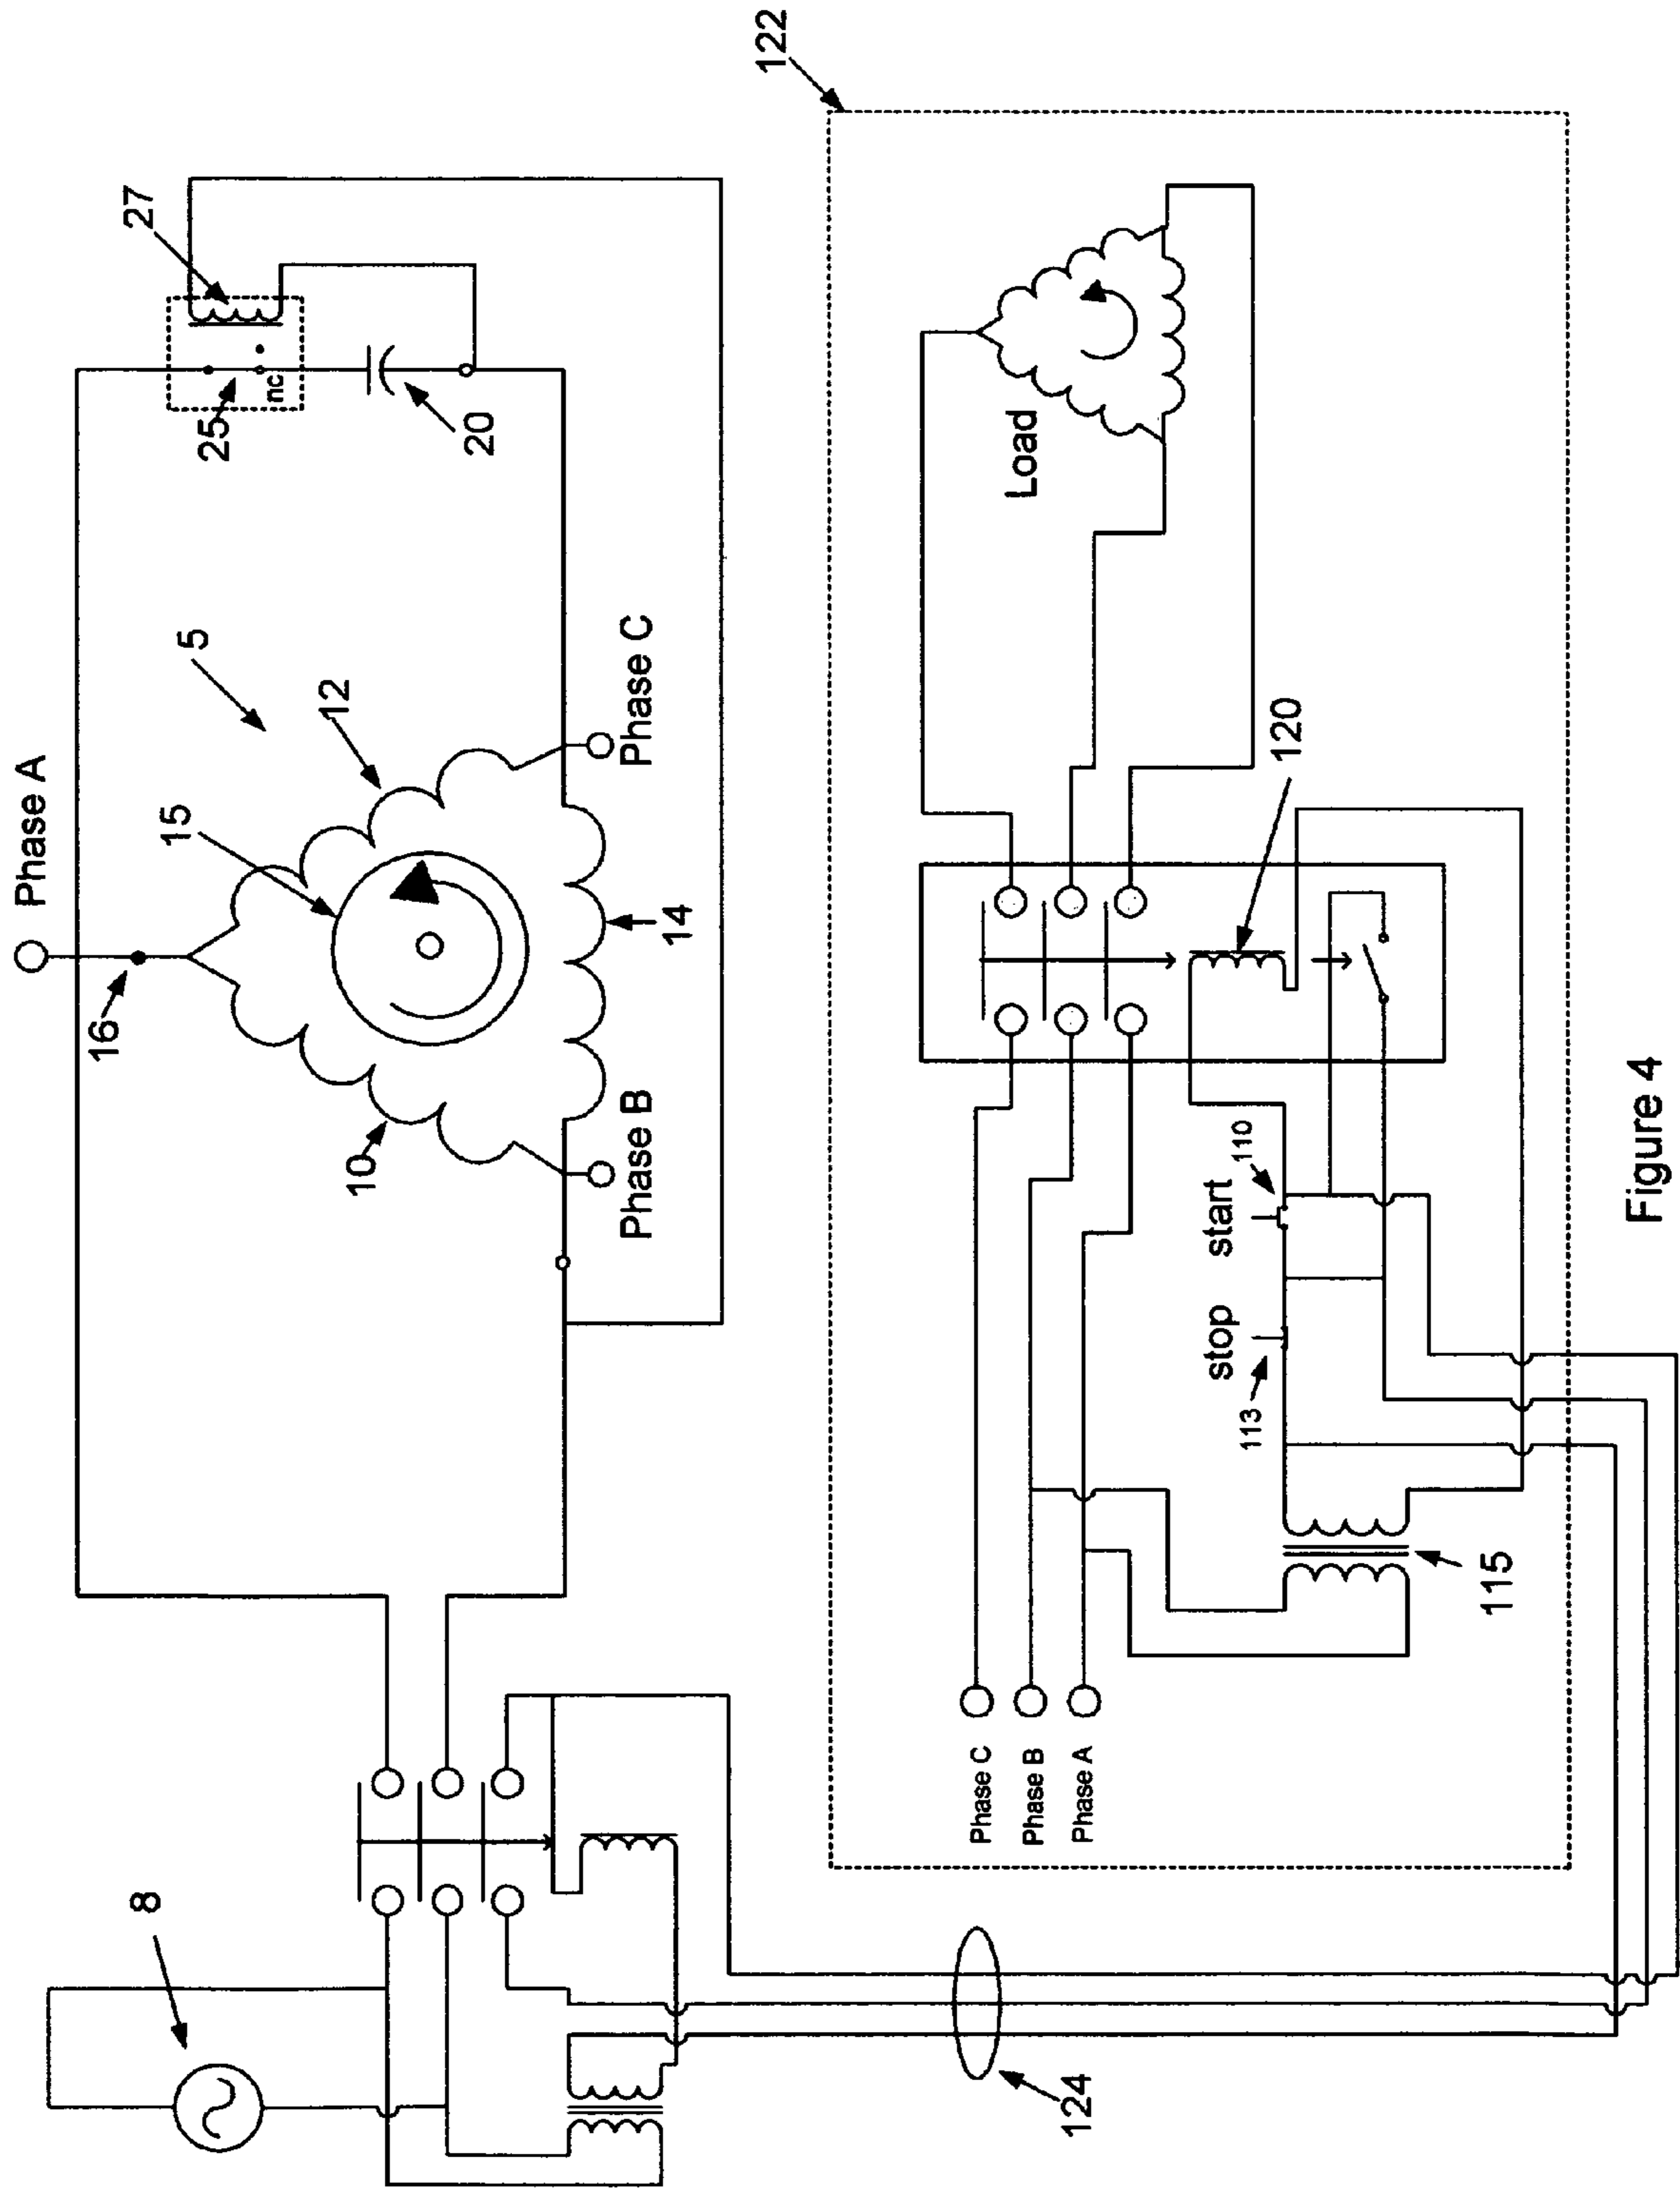 Phase A
16
15
5
12
10
14
Phase B
Phase C
27
25
nc
20
8
122
Load
120
Phase C
Phase B
Phase A
stop
start
113
110
115
124
Figure 4